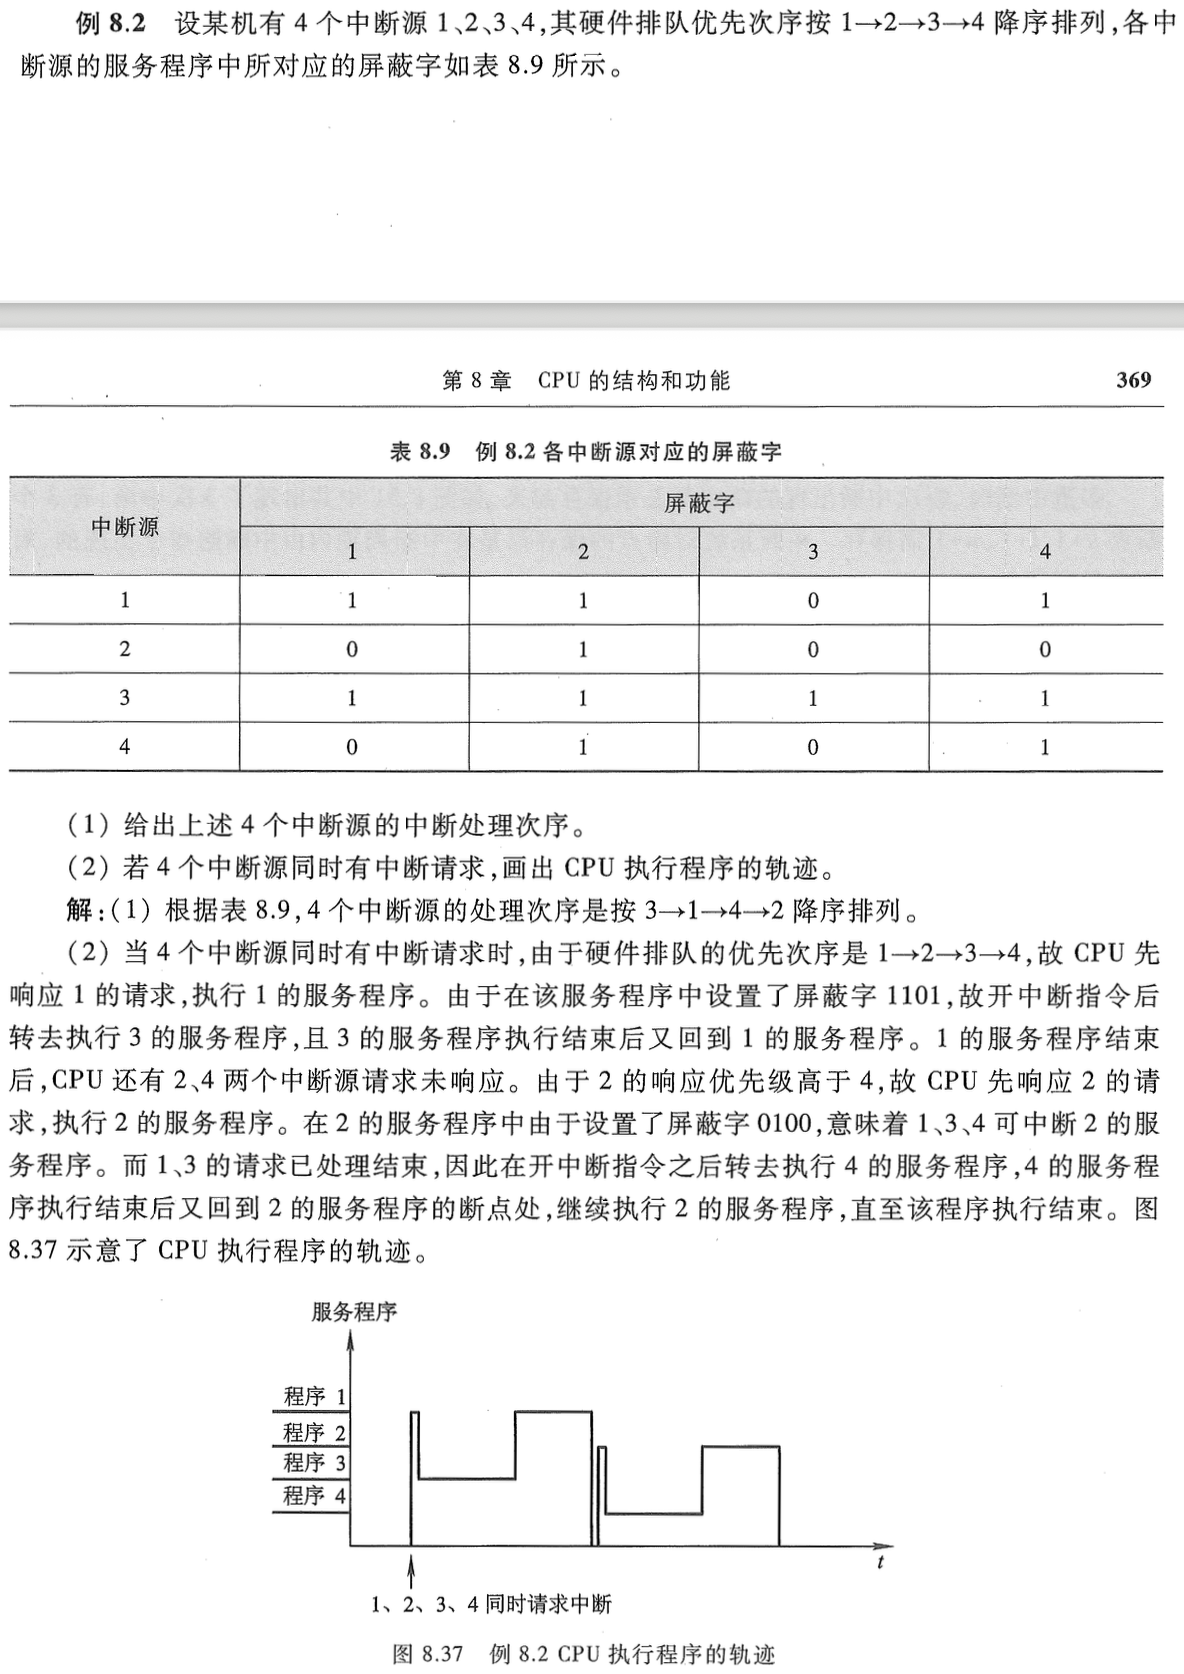 例 8.2 设某机有 4 个中断源 1、2、3、4,其硬件排队优先次序按 1→2→3→4 降序排列,各中
断源的服务程序中所对应的屏蔽字如表 8.9 所示。
第 8 章 CPU 的结构和功能 369
表 8.9 例 8.2 各中断源对应的屏蔽字
中断源 屏蔽字
1 2 3 4
1 1 1 0 1
2 0 1 0 0
3 1 1 1 1
4 0 1 0 1
(1) 给出上述 4 个中断源的中断处理次序。
(2) 若 4 个中断源同时有中断请求,画出 CPU 执行程序的轨迹。
解:(1) 根据表 8.9,4 个中断源的处理次序是按 3→1→4→2 降序排列。
(2) 当 4 个中断源同时有中断请求时,由于硬件排队的优先次序是 1→2→3→4,故 CPU 先
响应 1 的请求,执行 1 的服务程序。由于在该服务程序中设置了屏蔽字 1101,故开中断指令后
转去执行 3 的服务程序,且 3 的服务程序执行结束后又回到 1 的服务程序。1 的服务程序结束
后,CPU 还有 2、4 两个中断源请求未响应。由于 2 的响应优先级高于 4,故 CPU 先响应 2 的请
求,执行 2 的服务程序。在 2 的服务程序中由于设置了屏蔽字 0100,意味着 1、3、4 可中断 2 的服
务程序。而 1、3 的请求已处理结束,因此在开中断指令之后转去执行 4 的服务程序,4 的服务程
序执行结束后又回到 2 的服务程序的断点处,继续执行 2 的服务程序,直至该程序执行结束。图
8.37 示意了 CPU 执行程序的轨迹。
服务程序
程序 1
程序 2
程序 3
程序 4
t
1、2、3、4 同时请求中断
图 8.37 例 8.2 CPU 执行程序的轨迹